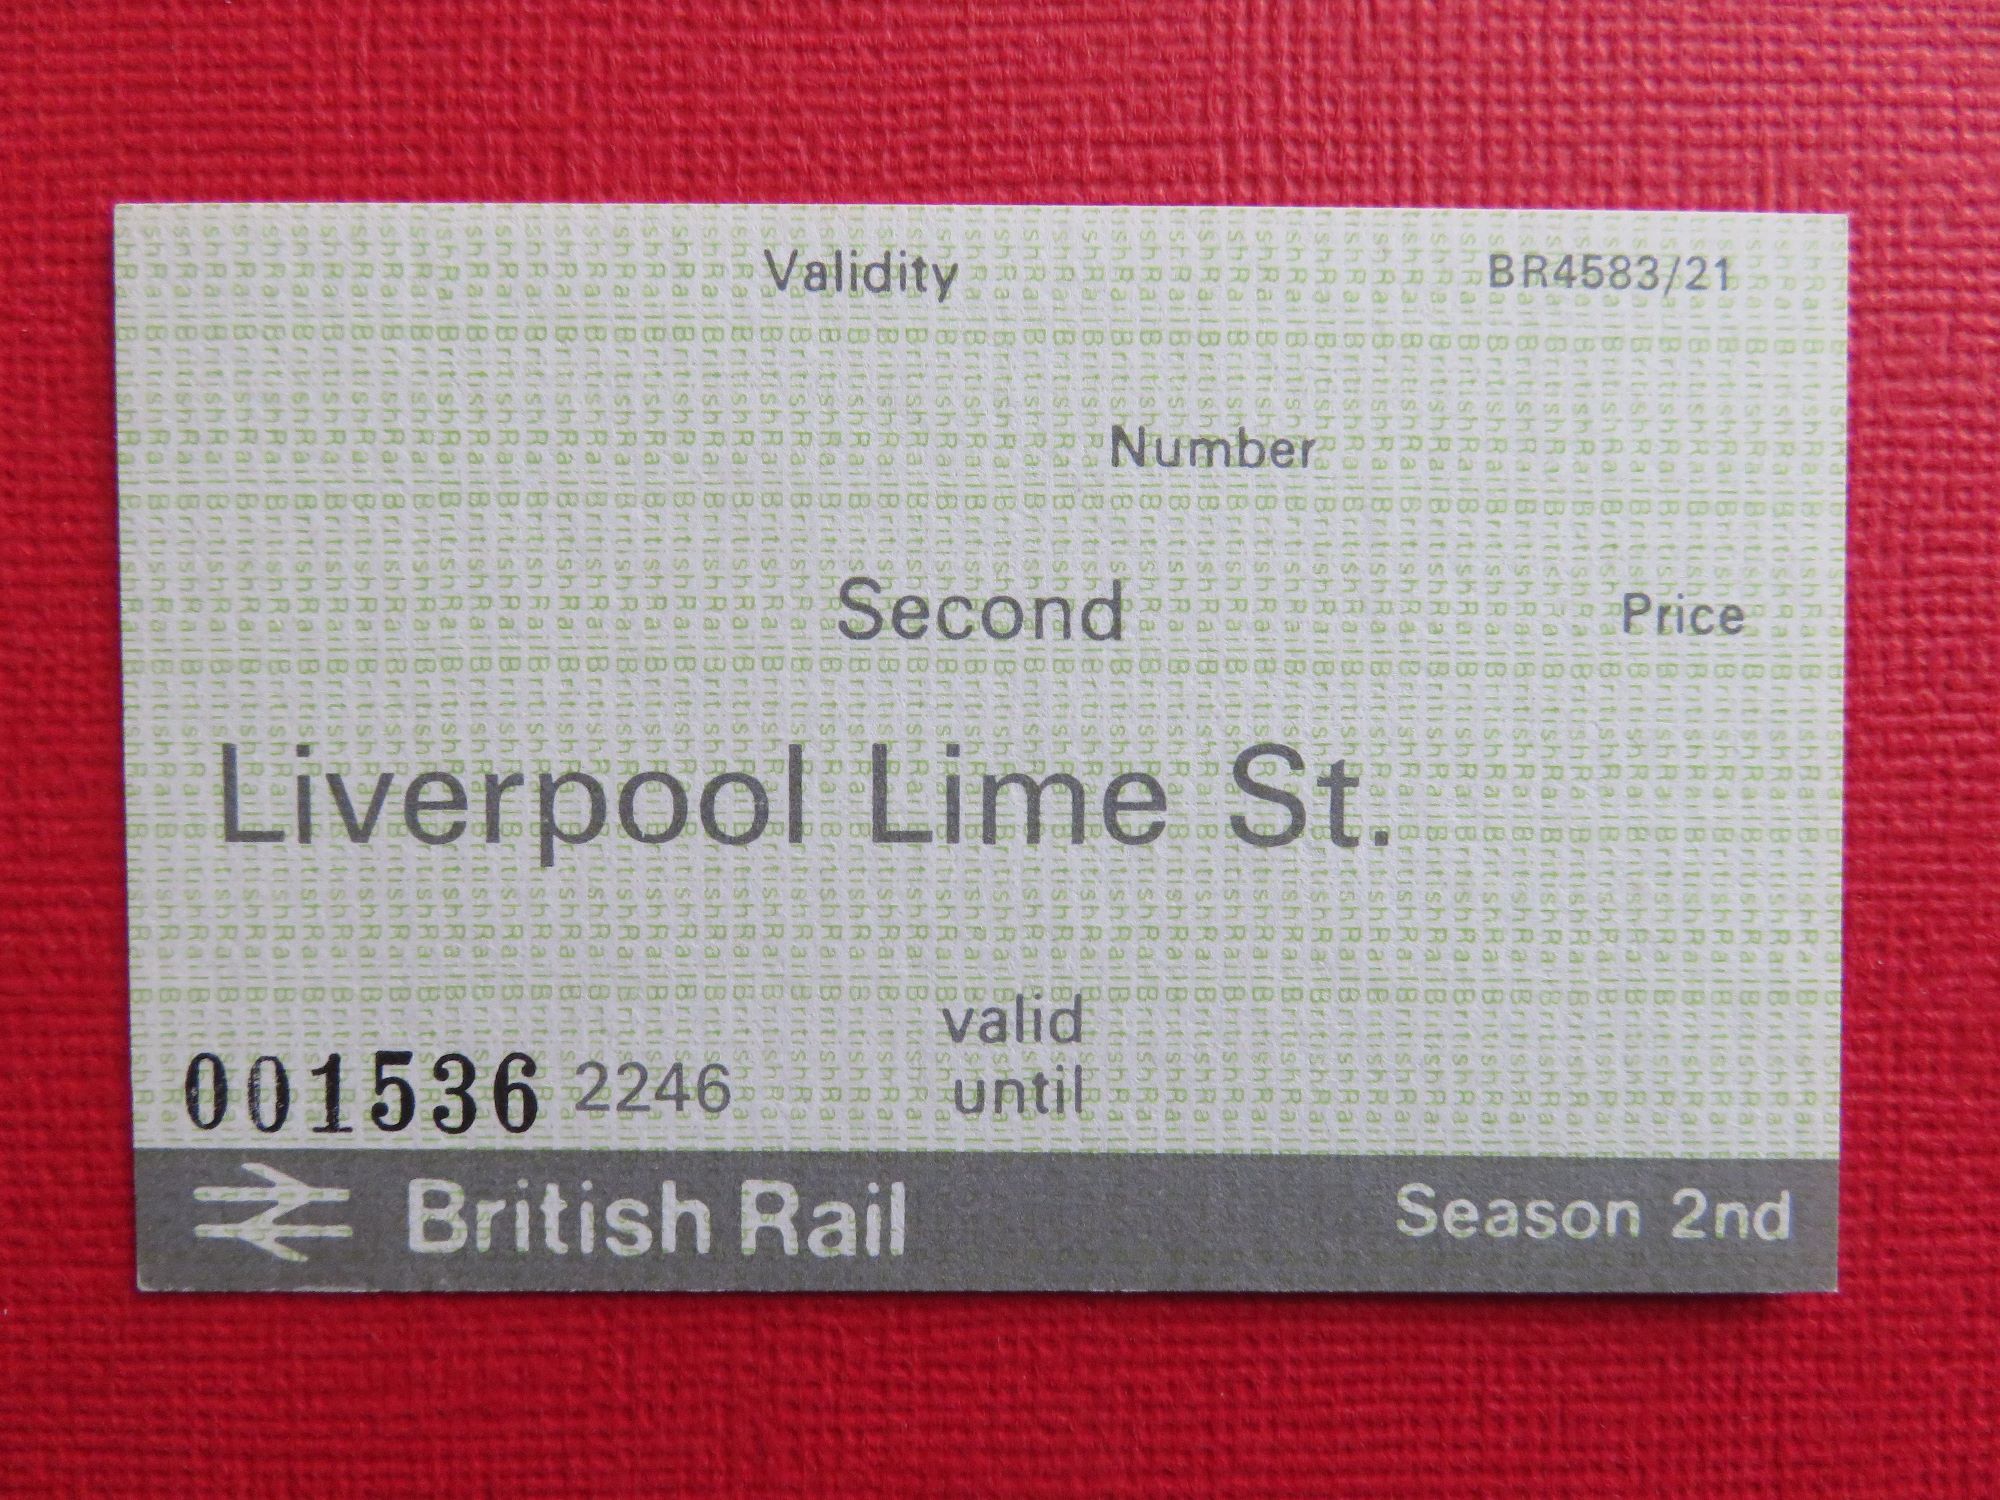 Validity BR4583/21
Number
Second Price
Liverpool Lime St.
valid
001536 2246 until
British Rail Season 2nd